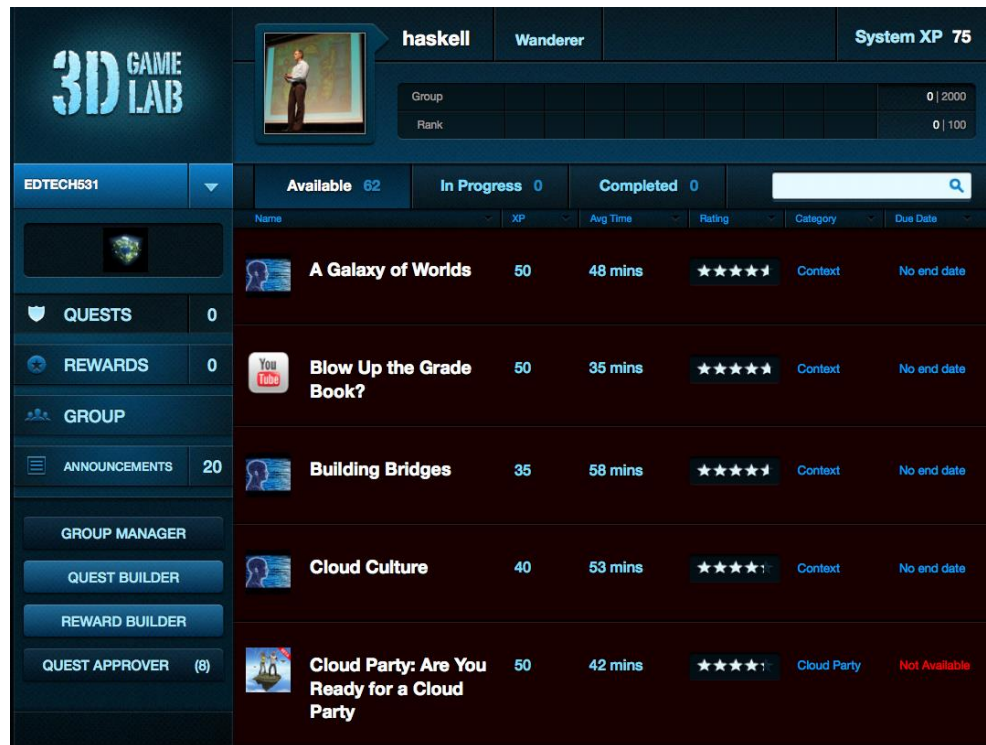 3D GAME LAB
haskell Wanderer System XP 75
Group 0 | 2000
Rank 0 | 100
EDTECH531
Available 62 In Progress 0 Completed 0
Name XP Avg Time Rating Category Due Date
A Galaxy of Worlds 50 48 mins Context No end date
QUESTS 0
REWARDS 0
You Tube
Blow Up the Grade 50 35 mins Context No end date
Book?
GROUP
ANNOUNCEMENTS 20
Building Bridges 35 58 mins Context No end date
GROUP MANAGER
QUEST BUILDER
Cloud Culture 40 53 mins Context No end date
REWARD BUILDER
QUEST APPROVER (8)
Cloud Party: Are You 50 42 mins Cloud Party Not Available
Ready for a Cloud
Party